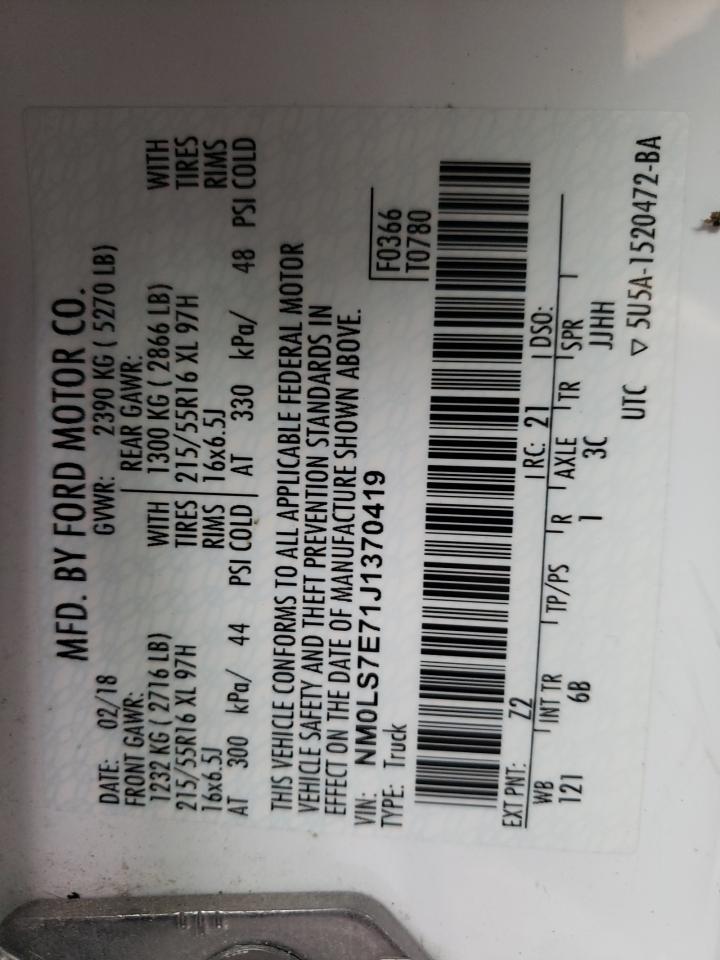 MFD. BY FORD MOTOR CO.
DATE: 02/18 GVWR: 2390 KG ( 5270 LB)
FRONT GAWR: REAR GAWR:
1232 KG ( 2716 LB) WITH 1300 KG ( 2866 LB) WITH
215/55R16 XL 97H TIRES 215/55R16 XL 97H TIRES
16x6.5J RIMS 16x6.5J RIMS
AT 300 kPa/ 44 PSI COLD AT 330 kPa/ 48 PSI COLD
THIS VEHICLE CONFORMS TO ALL APPLICABLE FEDERAL MOTOR
VEHICLE SAFETY AND THEFT PREVENTION STANDARDS IN
EFFECT ON THE DATE OF MANUFACTURE SHOWN ABOVE.
VIN: NM0LS7E71J1370419
TYPE: Truck
F0366
T0780
EXT PNT: Z2 RC: 21 DSO:
WB INT TR TP/PS R AXLE TR SPR
121 6B 1 3C JJHH
UTC ▽ 5U5A-1520472-BA